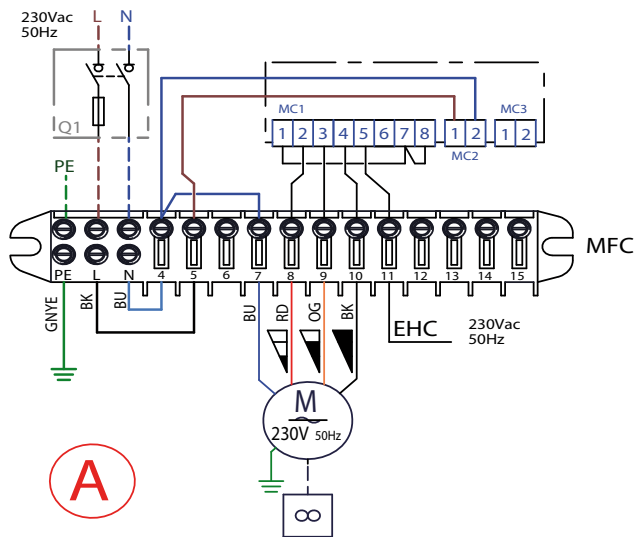 230Vac L N
50Hz
Q1
PE
MC1 MC3
1 2 3 4 5 6 7 8 1 2 1 2
MC2
MFC
PE L N 4 5 6 7 8 9 10 11 12 13 14 15
GNYE BK BU BU RD OG BK
EHC 230Vac
50Hz
M
230V 50Hz
A
8